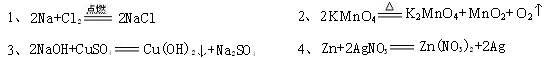 1、2Na+Cl₂ 点燃══ 2NaCl 2、2KMnO₄ △══ K₂MnO₄+MnO₂+O₂↑
3、2NaOH+CuSO₄══Cu(OH)₂↓+Na₂SO₄ 4、Zn+2AgNO₃══Zn(NO₃)₂+2Ag